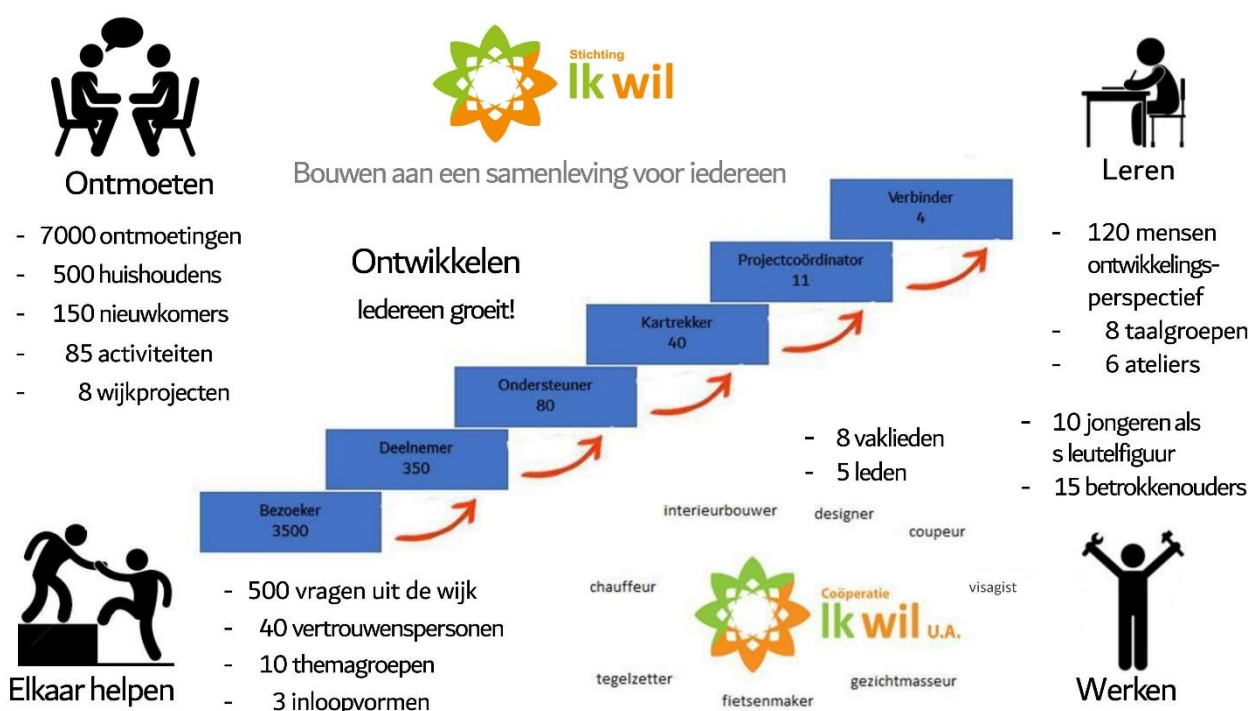 Stichting
Ik wil
Bouwen aan een samenleving voor iedereen
Ontmoeten
- 7000 ontmoetingen
- 500 huishoudens
- 150 nieuwkomers
- 85 activiteiten
- 8 wijkprojecten
Ontwikkelen
Iedereen groeit!
Verbinder
4
Projectcoördinator
11
Kartrekker
40
Ondersteuner
80
Deelnemer
350
Bezoeker
3500
Leren
- 120 mensen
ontwikkelings-
perspectief
- 8 taalgroepen
- 6 ateliers
- 10 jongeren als
s leutelfiguur
- 15 betrokkenouders
Elkaar helpen
- 500 vragen uit de wijk
- 40 vertrouwenspersonen
- 10 themagroepen
- 3 inloopvormen
- 8 vaklieden
- 5 leden
interieurbouwer
designer
coupeur
chauffeur
visagist
Coöperatie
Ik wil U.A.
tegelzetter
gezichtmasseur
fietsenmaker
Werken